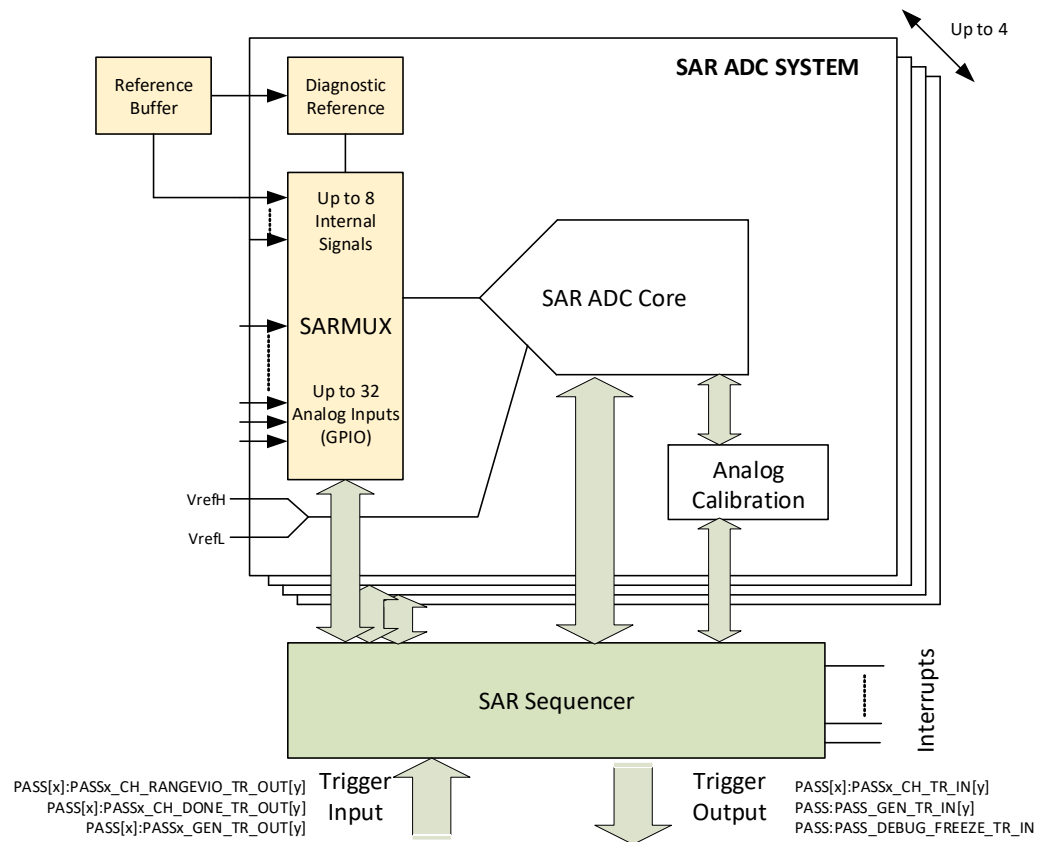 Up to 4
SAR ADC SYSTEM
Reference
Buffer
Diagnostic
Reference
Up to 8
Internal
Signals
SAR ADC Core
SARMUX
Up to 32
Analog Inputs
(GPIO)
Analog
Calibration
VrefH
VrefL
SAR Sequencer
Interrupts
Trigger
Input
PASS[x]:PASSx_CH_RANGEVIO_TR_OUT[y]
PASS[x]:PASSx_CH_DONE_TR_OUT[y]
PASS[x]:PASSx_GEN_TR_OUT[y]
Trigger
Output
PASS[x]:PASSx_CH_TR_IN[y]
PASS:PASS_GEN_TR_IN[y]
PASS:PASS_DEBUG_FREEZE_TR_IN